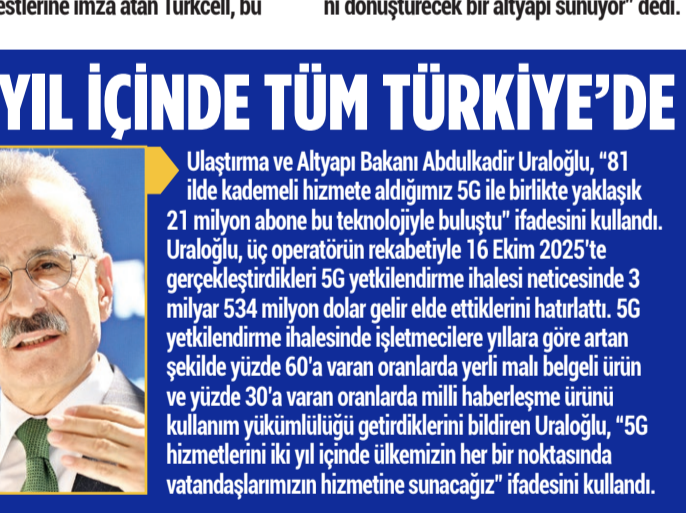 estlerine imza atan Turkcell, bu
ni dönüştürecek bir altyapı sunuyor” dedi.
YIL İÇİNDE TÜM TÜRKİYE’DE
Ulaştırma ve Altyapı Bakanı Abdulkadir Uraloğlu, “81
ilde kademeli hizmete aldığımız 5G ile birlikte yaklaşık
21 milyon abone bu teknolojiyle buluştu” ifadesini kullandı.
Uraloğlu, üç operatörün rekabetiyle 16 Ekim 2025’te
gerçekleştirdikleri 5G yetkilendirme ihalesi neticesinde 3
milyar 534 milyon dolar gelir elde ettiklerini hatırlattı. 5G
yetkilendirme ihalesinde işletmecilere yıllara göre artan
şekilde yüzde 60’a varan oranlarda yerli malı belgeli ürün
ve yüzde 30’a varan oranlarda milli haberleşme ürünü
kullanım yükümlülüğü getirdiklerini bildiren Uraloğlu, “5G
hizmetlerini iki yıl içinde ülkemizin her bir noktasında
vatandaşlarımızın hizmetine sunacağız” ifadesini kullandı.